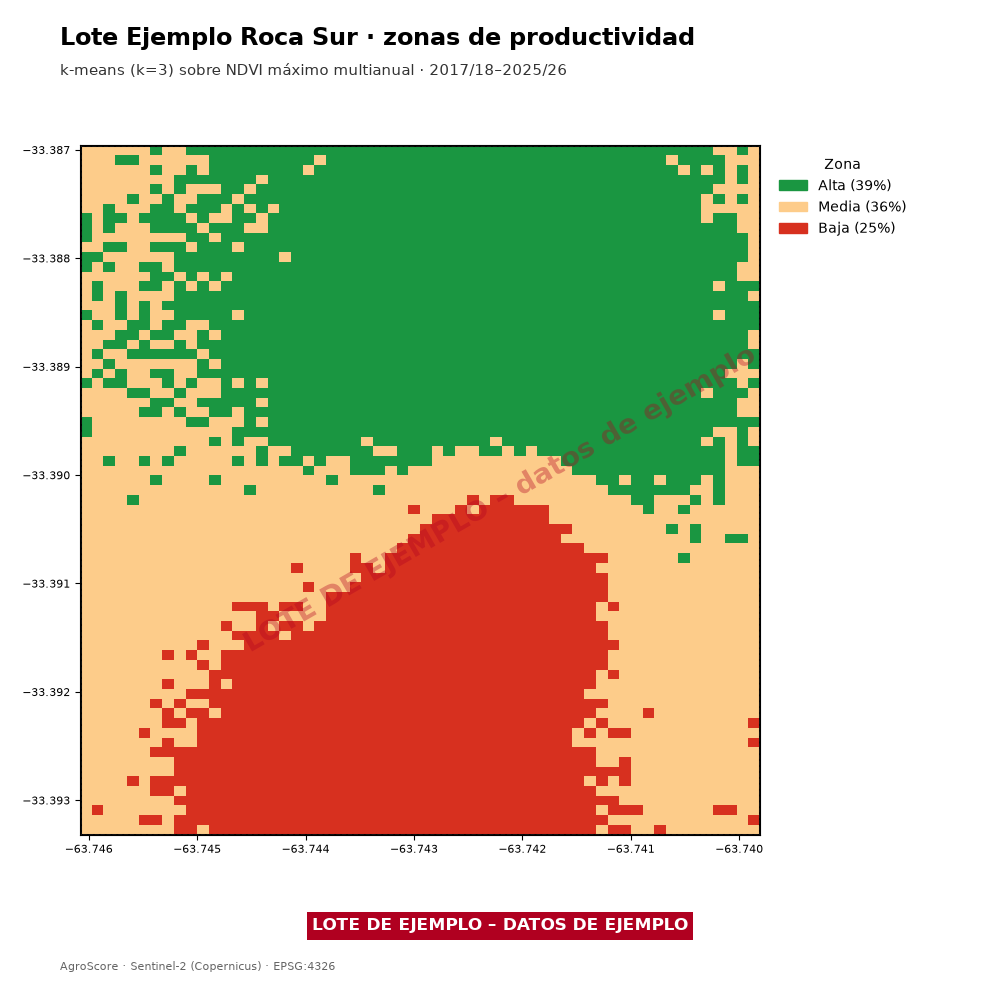 Lote Ejemplo Roca Sur · zonas de productividad
k-means (k=3) sobre NDVI máximo multianual · 2017/18–2025/26
Zona
Alta (39%)
Media (36%)
Baja (25%)
−33.387
−33.388
−33.389
−33.390
−33.391
−33.392
−33.393
LOTE DE EJEMPLO – datos de ejemplo
−63.746
−63.745
−63.744
−63.743
−63.742
−63.741
−63.740
LOTE DE EJEMPLO – DATOS DE EJEMPLO
AgroScore · Sentinel-2 (Copernicus) · EPSG:4326